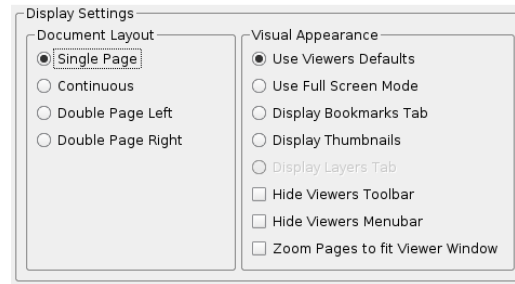 Display Settings
Document Layout
Single Page
Continuous
Double Page Left
Double Page Right
Visual Appearance
Use Viewers Defaults
Use Full Screen Mode
Display Bookmarks Tab
Display Thumbnails
Display Layers Tab
Hide Viewers Toolbar
Hide Viewers Menubar
Zoom Pages to fit Viewer Window